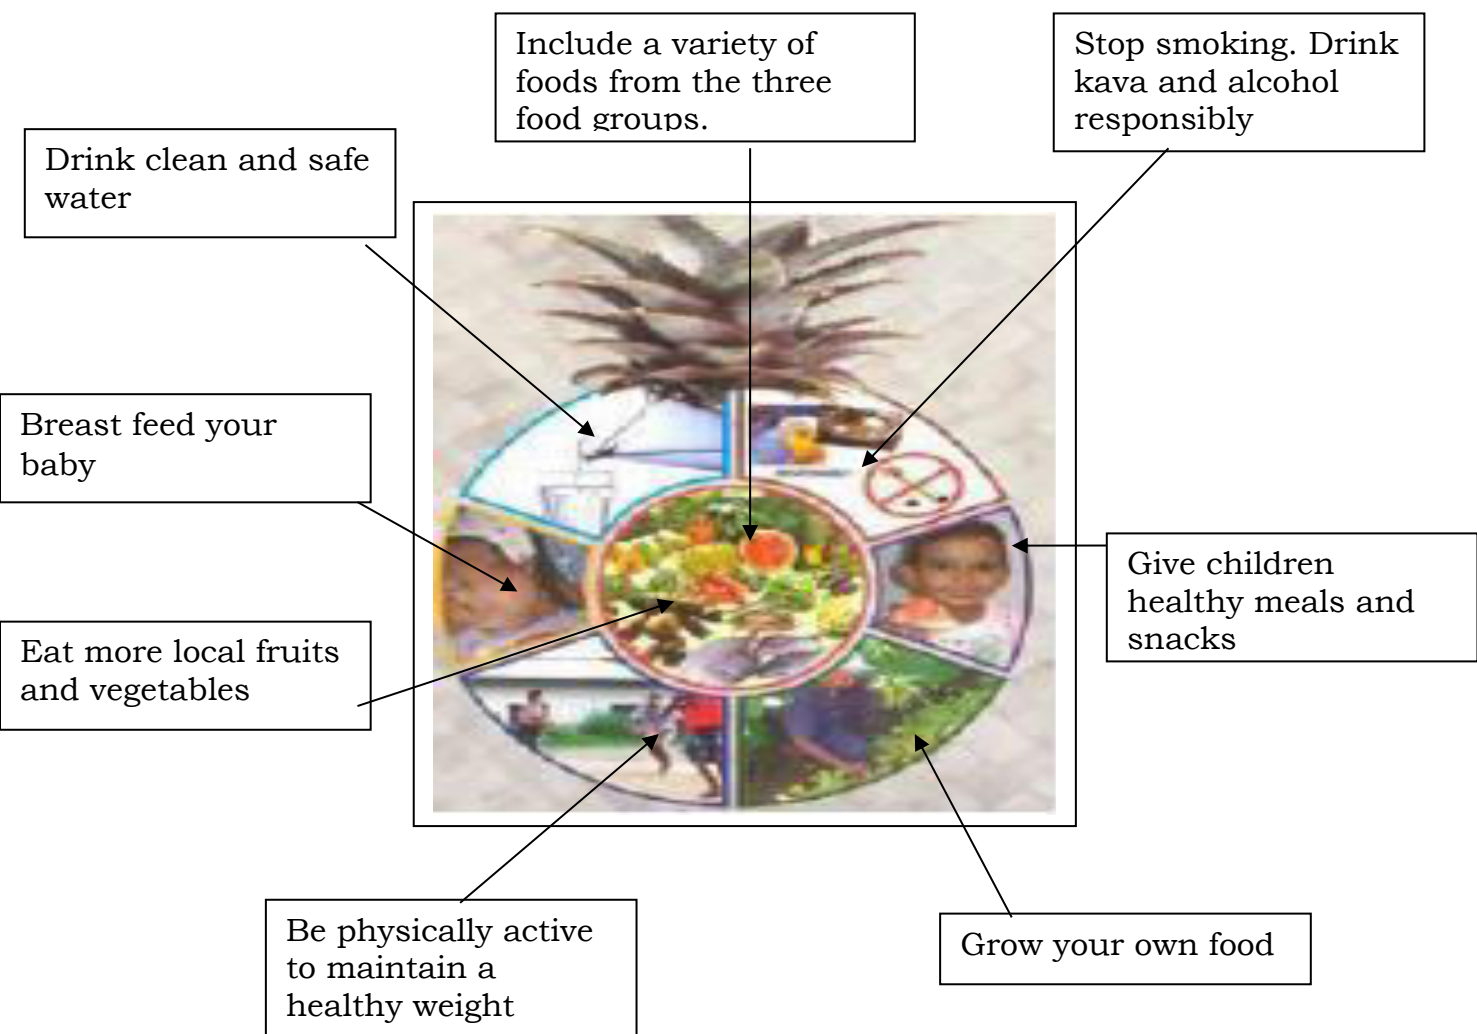 Include a variety of
foods from the three
food groups.
Stop smoking. Drink
kava and alcohol
responsibly
Drink clean and safe
water
Breast feed your
baby
Give children
healthy meals and
snacks
Eat more local fruits
and vegetables
Be physically active
to maintain a
healthy weight
Grow your own food